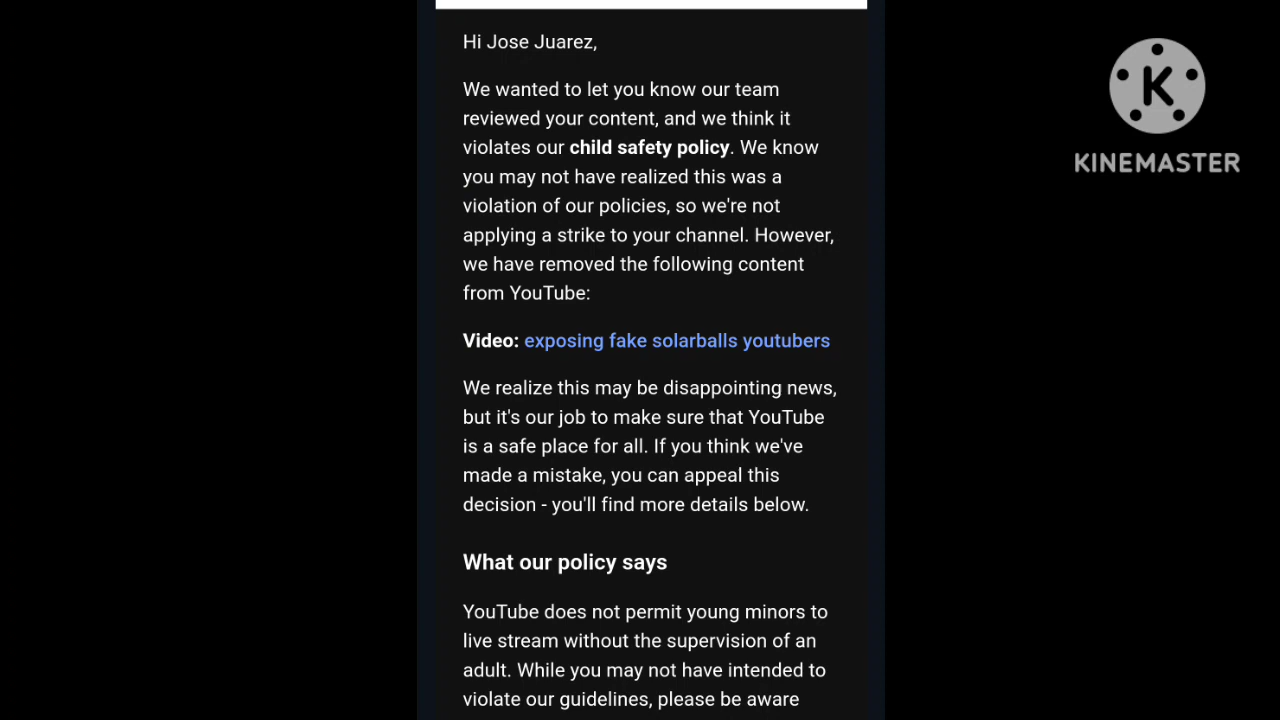 Hi Jose Juarez,
We wanted to let you know our team
reviewed your content, and we think it
violates our child safety policy. We know
you may not have realized this was a
violation of our policies, so we're not
applying a strike to your channel. However,
we have removed the following content
from YouTube:
Video: exposing fake solarballs youtubers
We realize this may be disappointing news,
but it's our job to make sure that YouTube
is a safe place for all. If you think we've
made a mistake, you can appeal this
decision - you'll find more details below.
What our policy says
YouTube does not permit young minors to
live stream without the supervision of an
adult. While you may not have intended to
violate our guidelines, please be aware
K
KINEMASTER